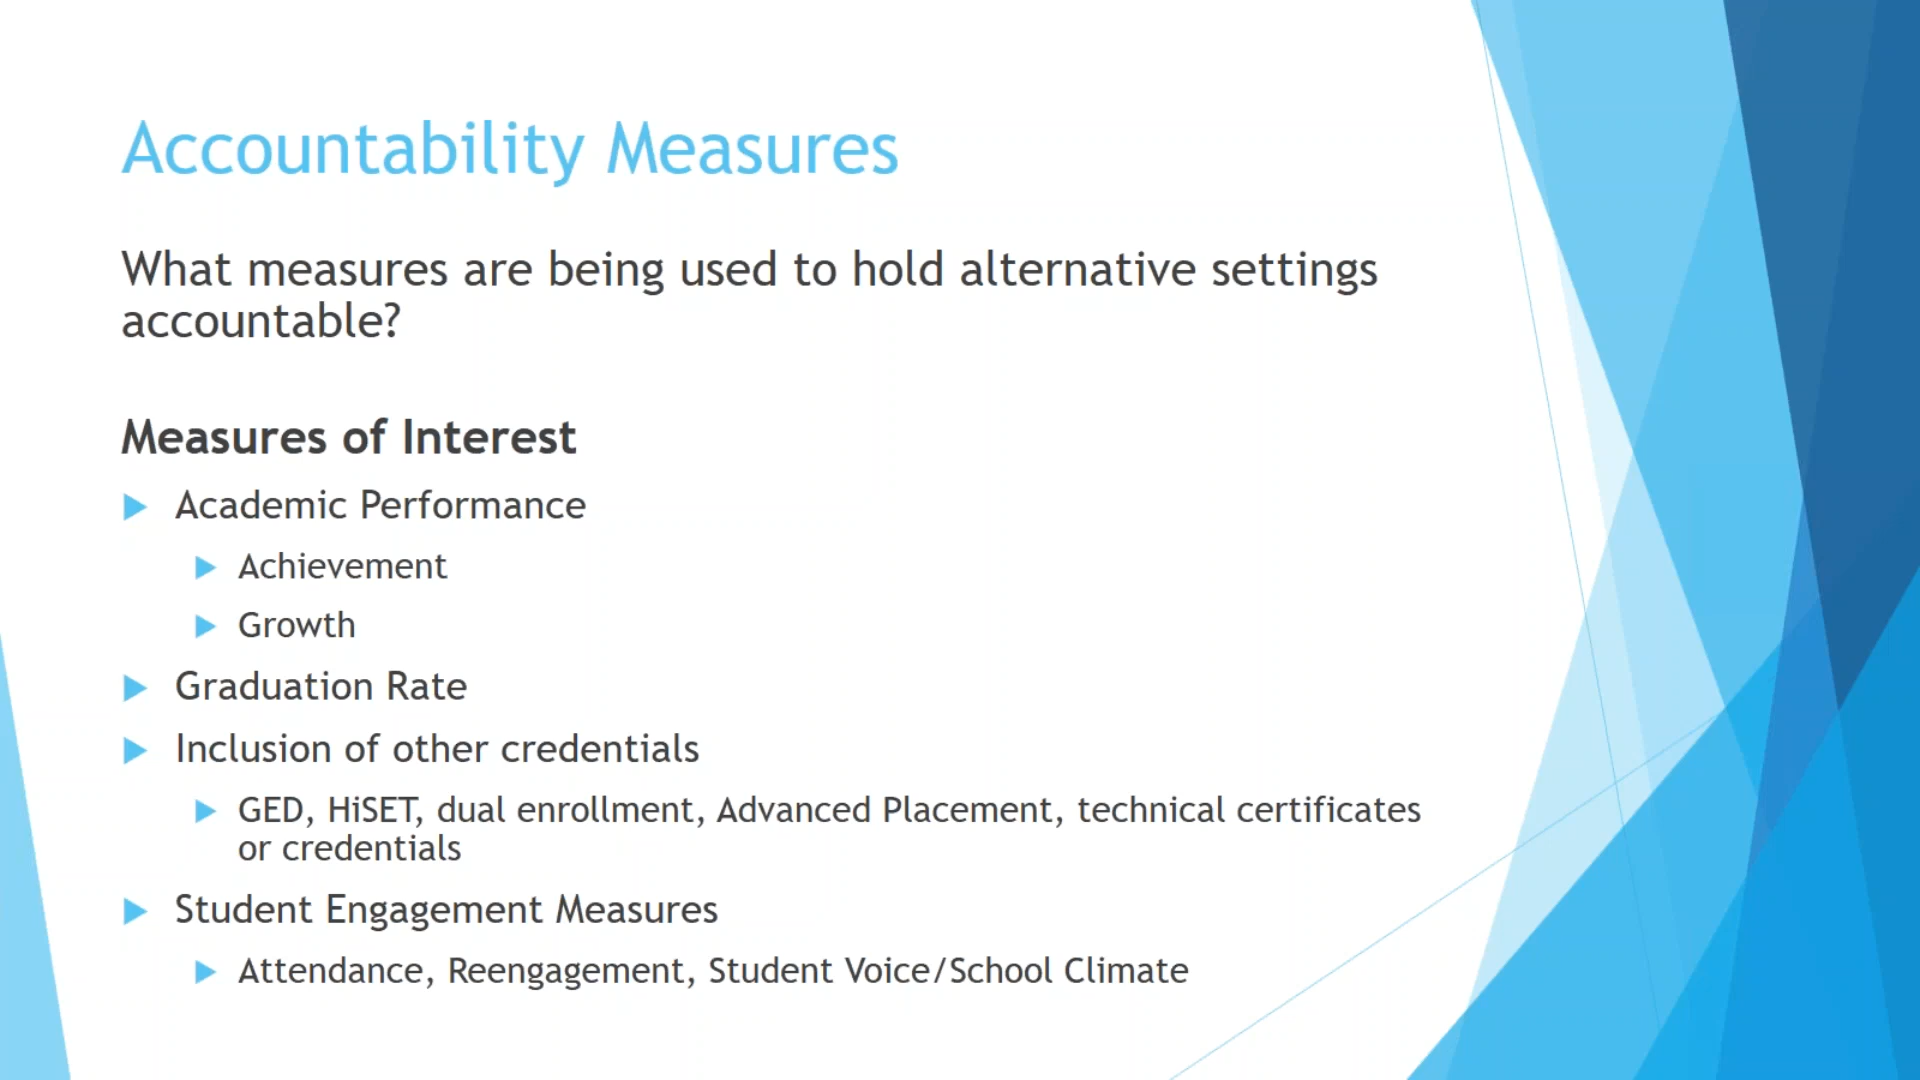 Accountability Measures
What measures are being used to hold alternative settings
accountable?
Measures of Interest
Academic Performance
Achievement
Growth
Graduation Rate
Inclusion of other credentials
GED, HiSET, dual enrollment, Advanced Placement, technical certificates
or credentials
Student Engagement Measures
Attendance, Reengagement, Student Voice/School Climate